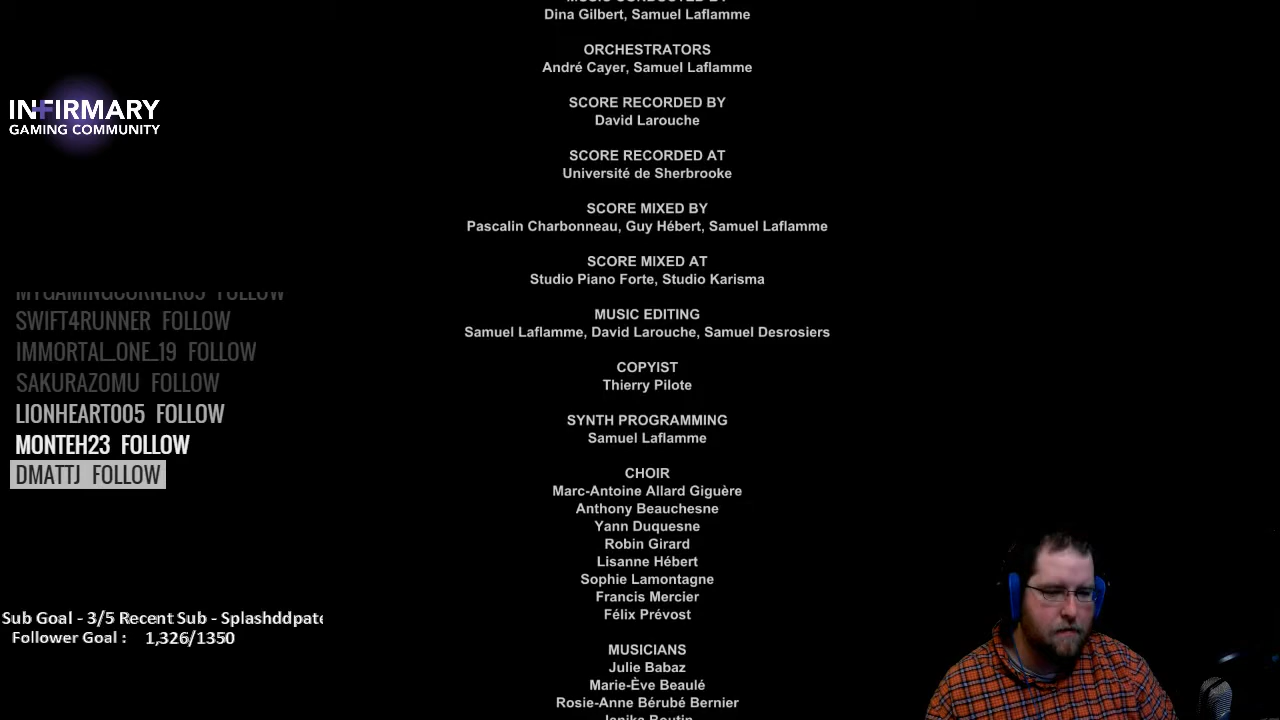 MUSIC CONDUCTED BY
Dina Gilbert, Samuel Laflamme
ORCHESTRATORS
André Cayer, Samuel Laflamme
SCORE RECORDED BY
David Larouche
SCORE RECORDED AT
Université de Sherbrooke
SCORE MIXED BY
Pascalin Charbonneau, Guy Hébert, Samuel Laflamme
SCORE MIXED AT
Studio Piano Forte, Studio Karisma
MUSIC EDITING
Samuel Laflamme, David Larouche, Samuel Desrosiers
COPYIST
Thierry Pilote
SYNTH PROGRAMMING
Samuel Laflamme
CHOIR
Marc-Antoine Allard Giguère
Anthony Beauchesne
Yann Duquesne
Robin Girard
Lisanne Hébert
Sophie Lamontagne
Francis Mercier
Félix Prévost
MUSICIANS
Julie Babaz
Marie-Ève Beaulé
Rosie-Anne Bérubé Bernier
INFIRMARY
GAMING COMMUNITY
FOLLOW
SWIFT4RUNNER FOLLOW
IMMORTAL_ONE_19 FOLLOW
SAKURAZOMU FOLLOW
LIONHEART005 FOLLOW
MONTEH23 FOLLOW
DMATTJ FOLLOW
Sub Goal - 3/5 Recent Sub - Splashddpate
Follower Goal : 1,326/1350